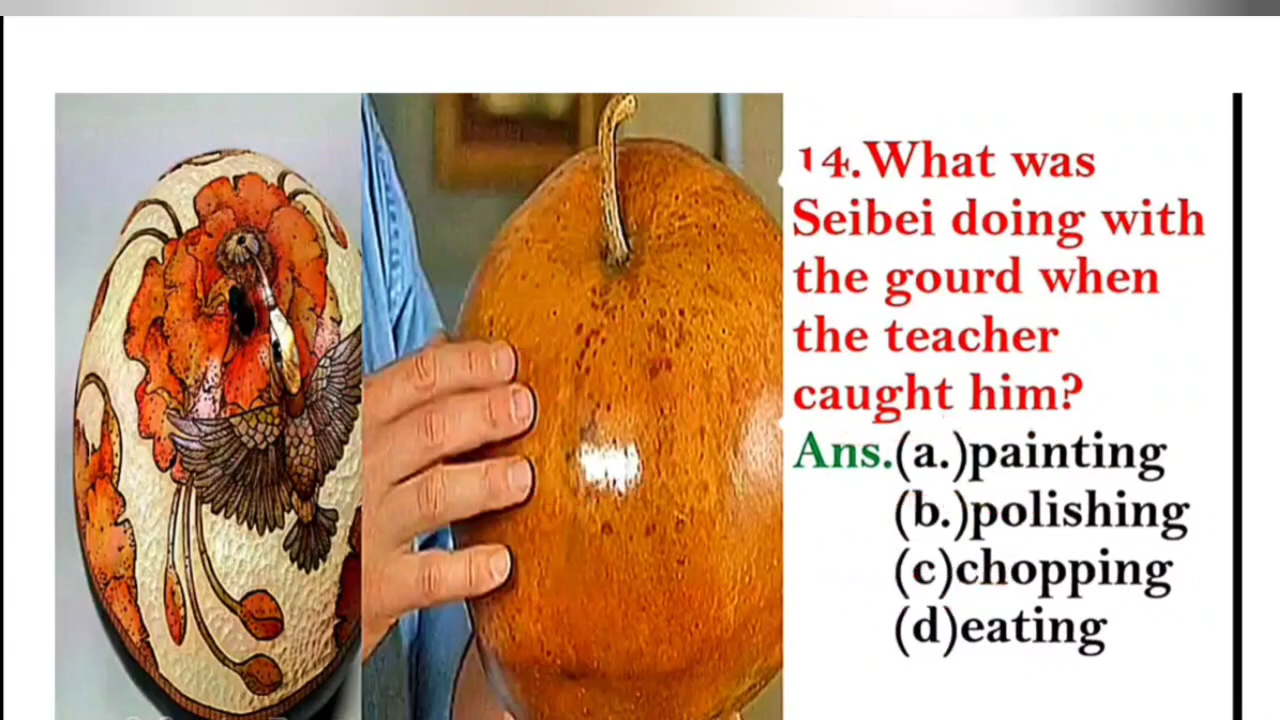 14.What was
Seibei doing with
the gourd when
the teacher
caught him?
Ans.(a.)painting
(b.)polishing
(c)chopping
(d)eating